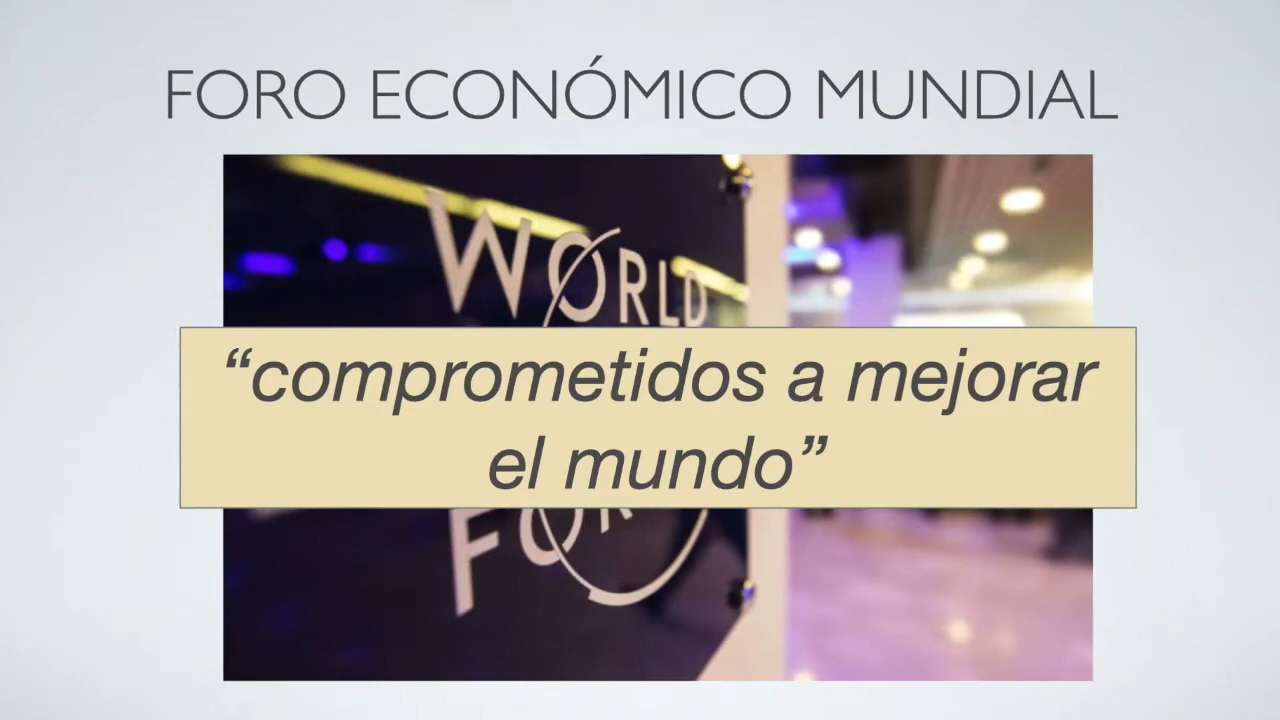 FORO ECONÓMICO MUNDIAL
WORLD
“comprometidos a mejorar
el mundo”